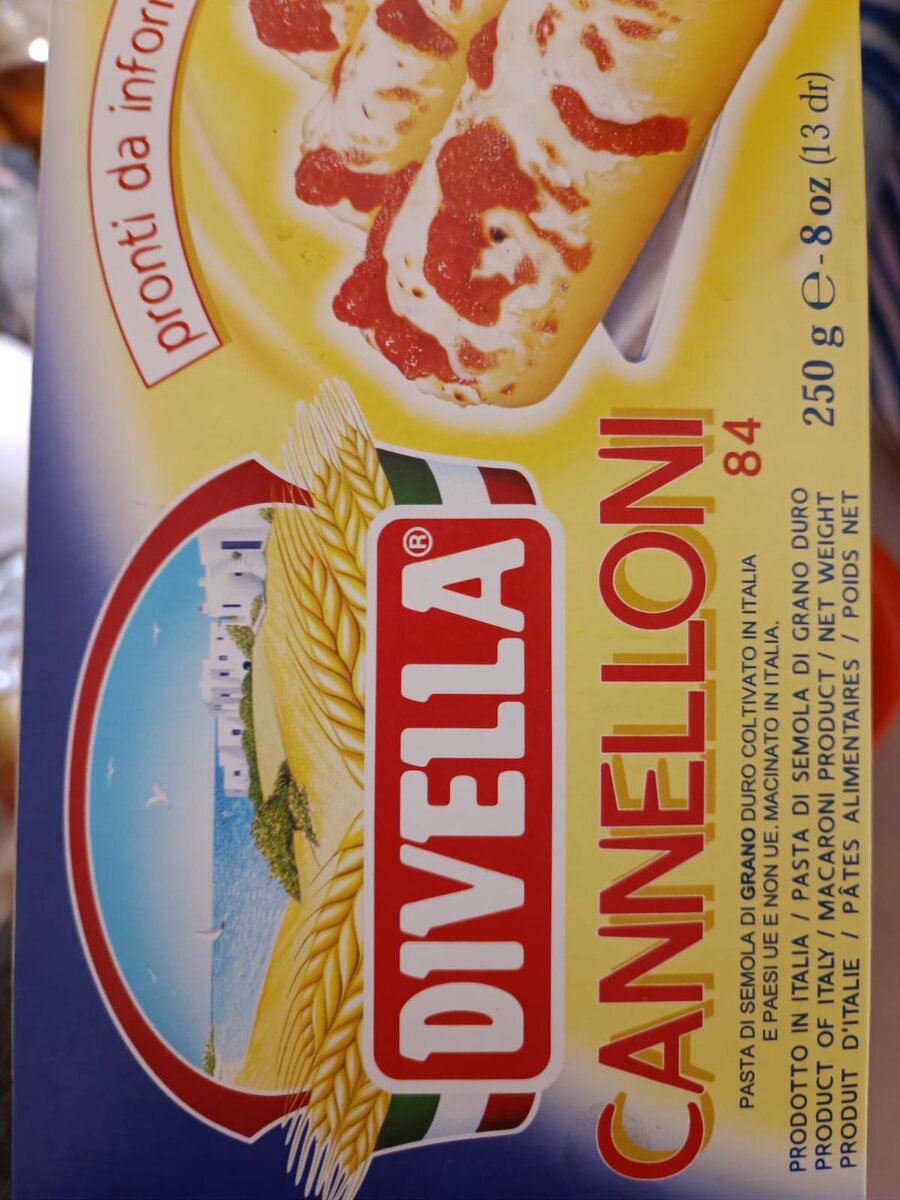 pronti da
DIVELLA®
CANNELLONI
84
PASTA DI SEMOLA DI GRANO DURO COLTIVATO IN ITALIA
E PAESI UE E NON UE. MACINATO IN ITALIA.
PRODOTTO IN ITALIA / PASTA DI SEMOLA DI GRANO DURO
PRODUCT OF ITALY / MACARONI PRODUCT / NET WEIGHT
PRODUIT D'ITALIE / PÂTES ALIMENTAIRES / POIDS NET
250 g ℮ - 8 oz (13 dr)